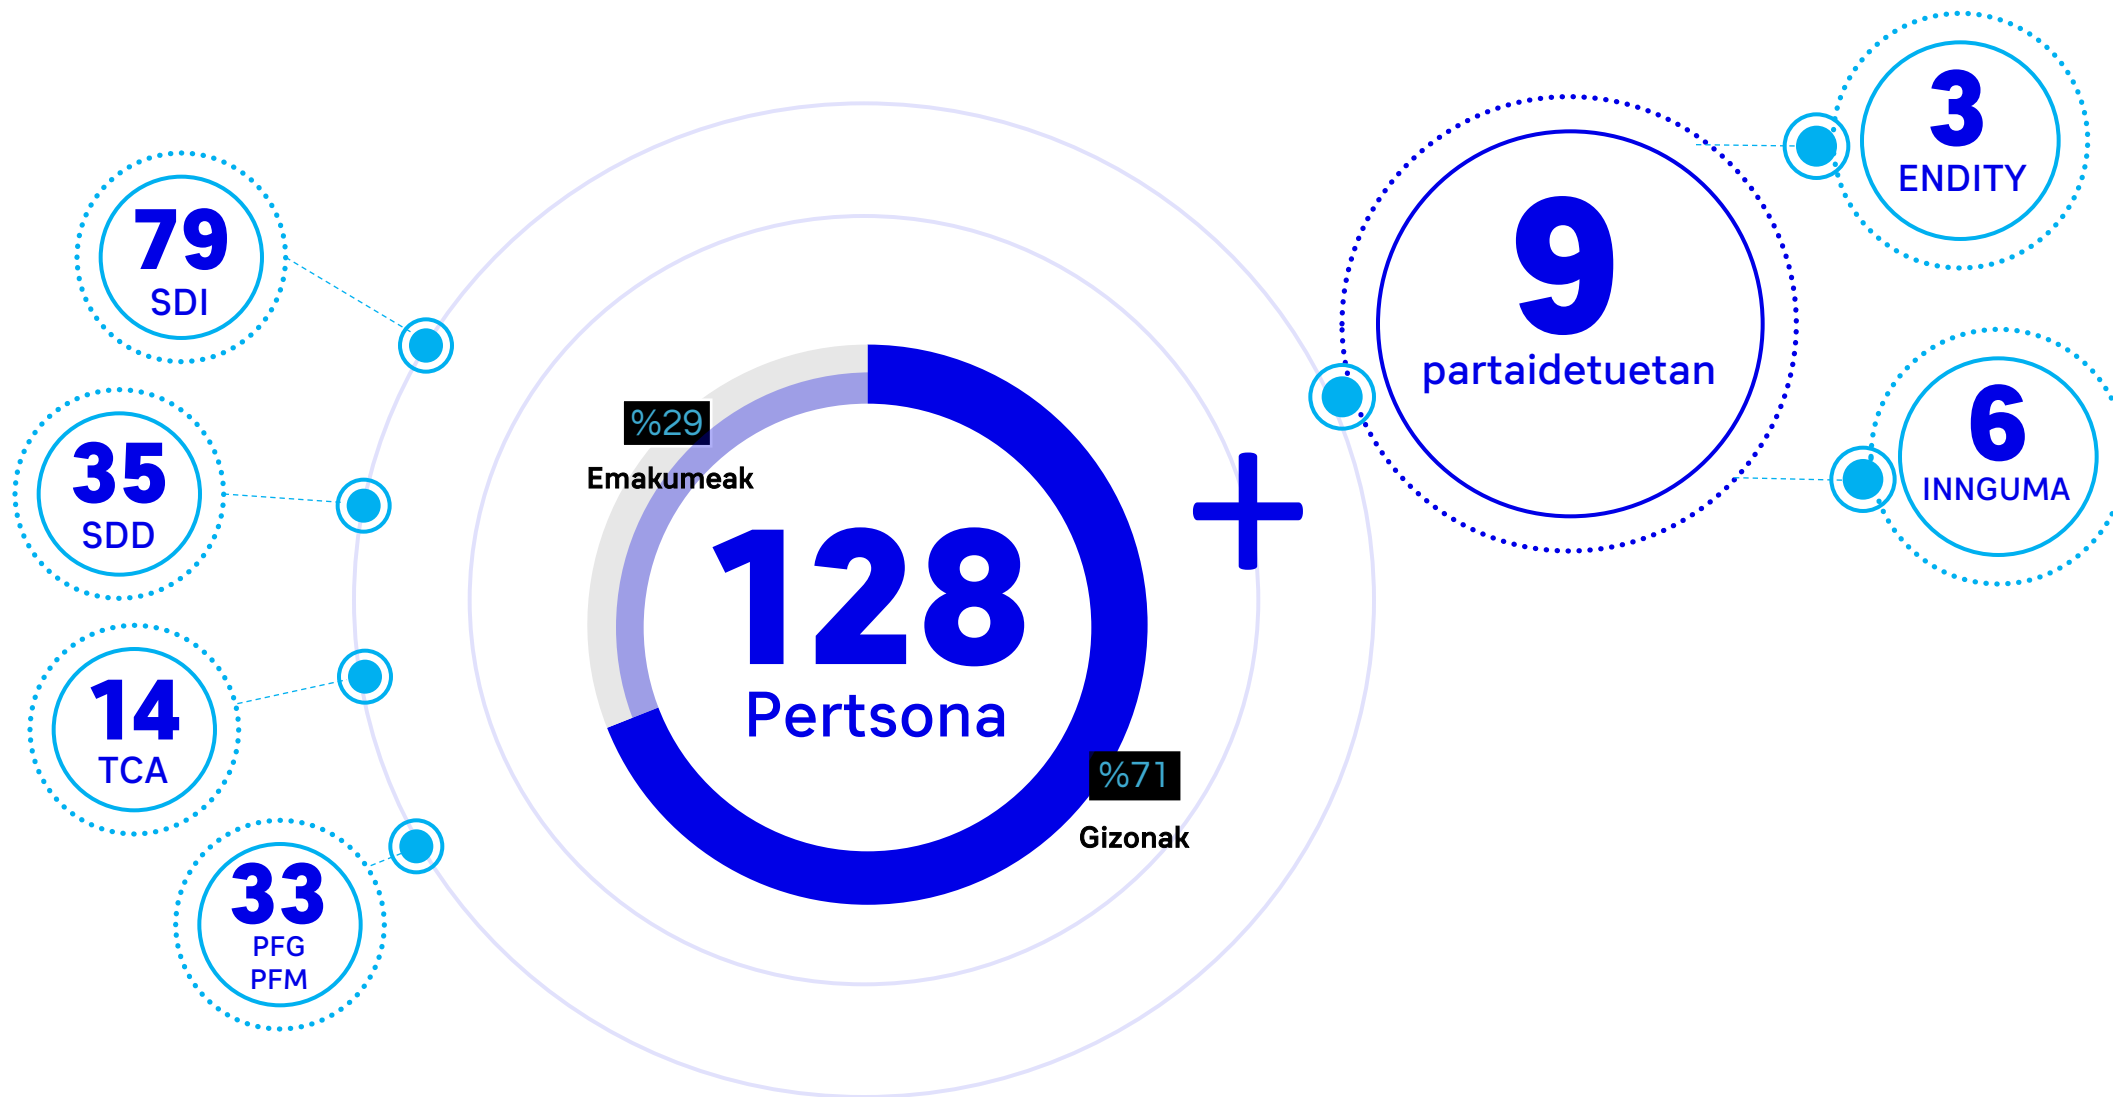 79
SDI
35
SDD
14
TCA
33
PFG
PFM
%29
Emakumeak
128
Pertsona
%71
Gizonak
+
9
partaidetuetan
3
ENDITY
6
INNGUMA